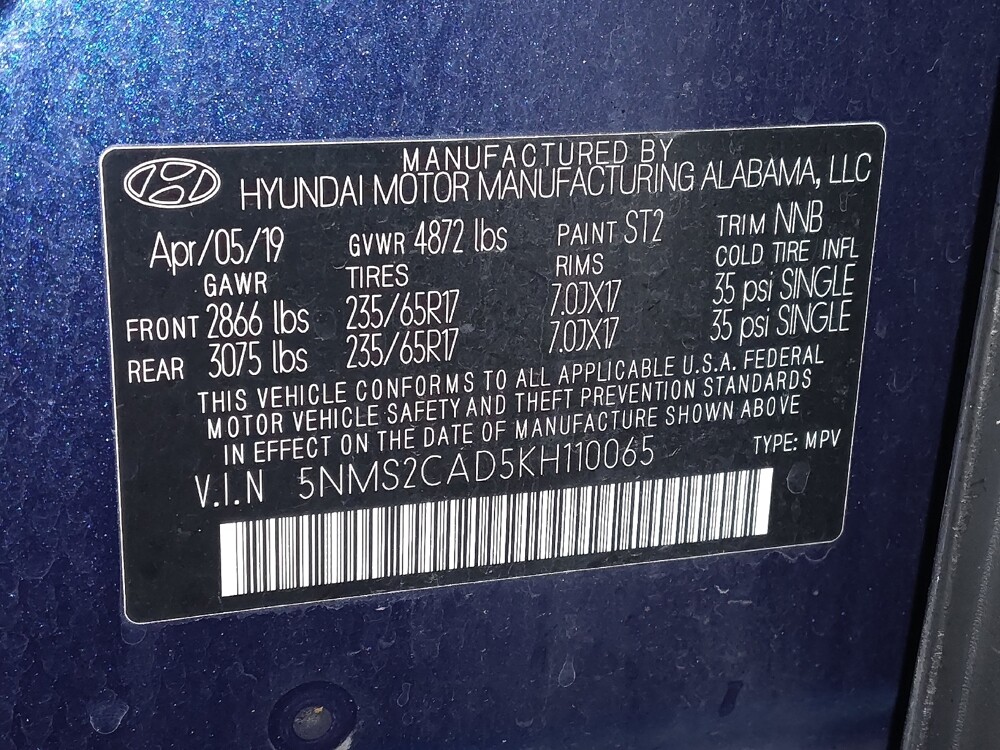 MANUFACTURED BY
HYUNDAI MOTOR MANUFACTURING ALABAMA, LLC
Apr/05/19 GVWR 4872 lbs PAINT ST2 TRIM NNB
GAWR TIRES RIMS COLD TIRE INFL
FRONT 2866 lbs 235/65R17 7.0JX17 35 psi SINGLE
REAR 3075 lbs 235/65R17 7.0JX17 35 psi SINGLE
THIS VEHICLE CONFORMS TO ALL APPLICABLE U.S.A. FEDERAL
MOTOR VEHICLE SAFETY AND THEFT PREVENTION STANDARDS
IN EFFECT ON THE DATE OF MANUFACTURE SHOWN ABOVE
V.I.N 5NMS2CAD5KH110065 TYPE: MPV